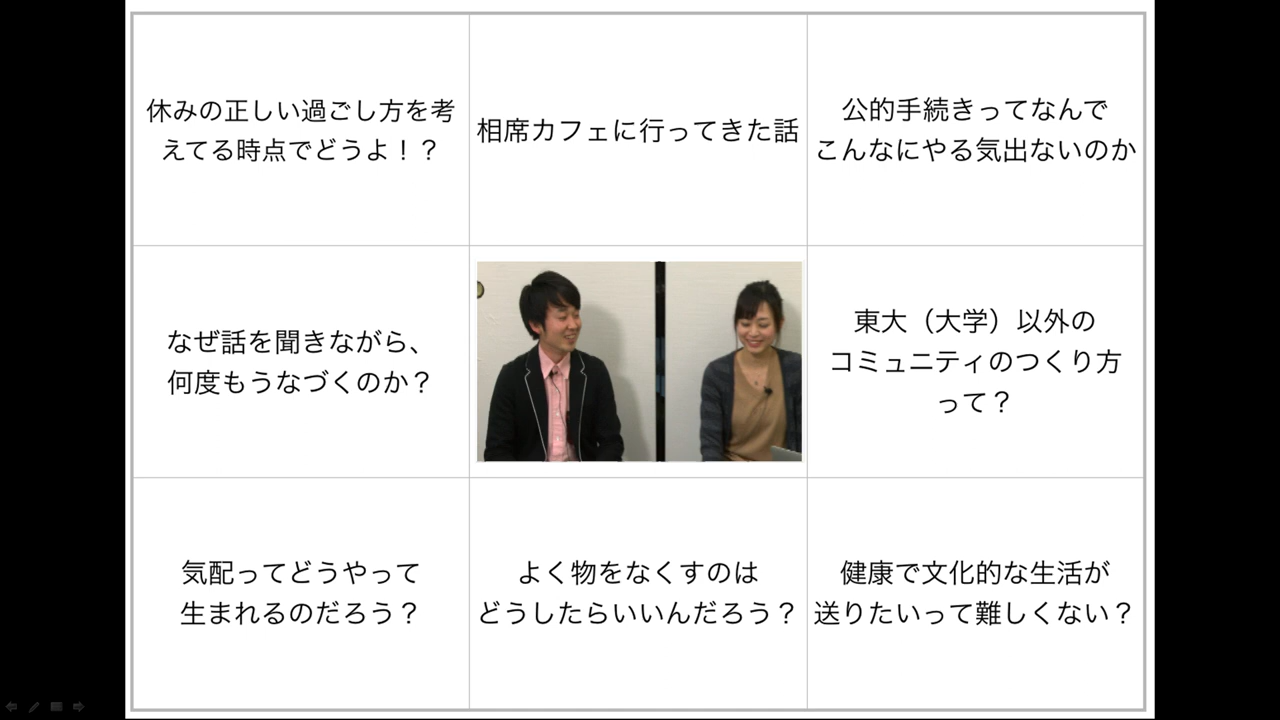 休みの正しい過ごし方を考
えてる時点でどうよ！？
相席カフェに行ってきた話
公的手続きってなんで
こんなにやる気出ないのか
なぜ話を聞きながら、
何度もうなづくのか？
東大（大学）以外の
コミュニティのつくり方
って？
気配ってどうやって
生まれるのだろう？
よく物をなくすのは
どうしたらいいんだろう？
健康で文化的な生活が
送りたいって難しくない？